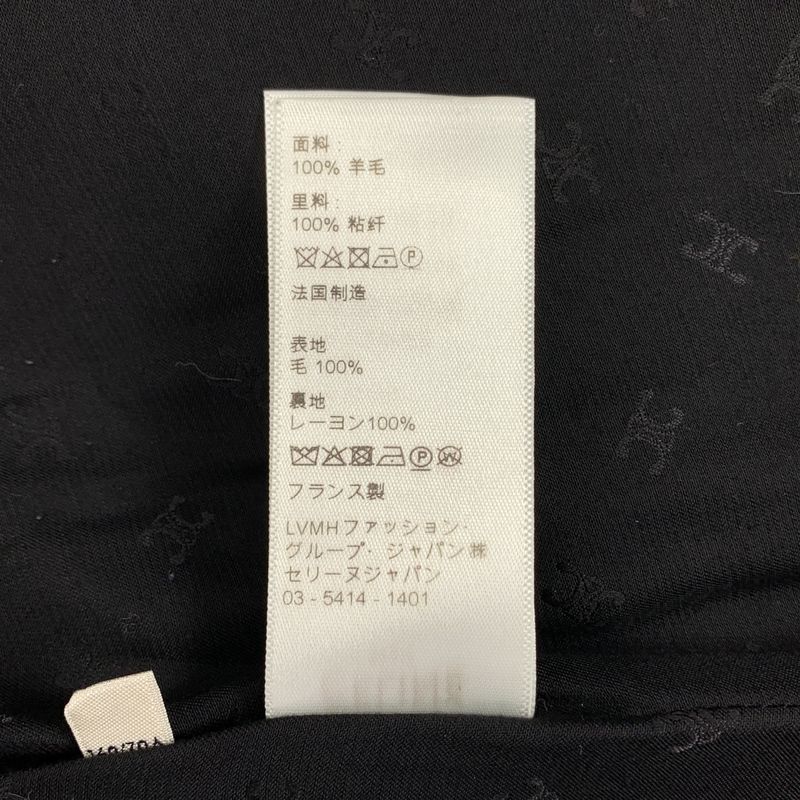 面料：
100% 羊毛
里料：
100% 粘纤
P
法国制造
表地
毛 100%
裏地
レーヨン100%
P W
フランス製
LVMHファッション・
グループ・ジャパン㈱
セリーヌジャパン
03 - 5414 - 1401